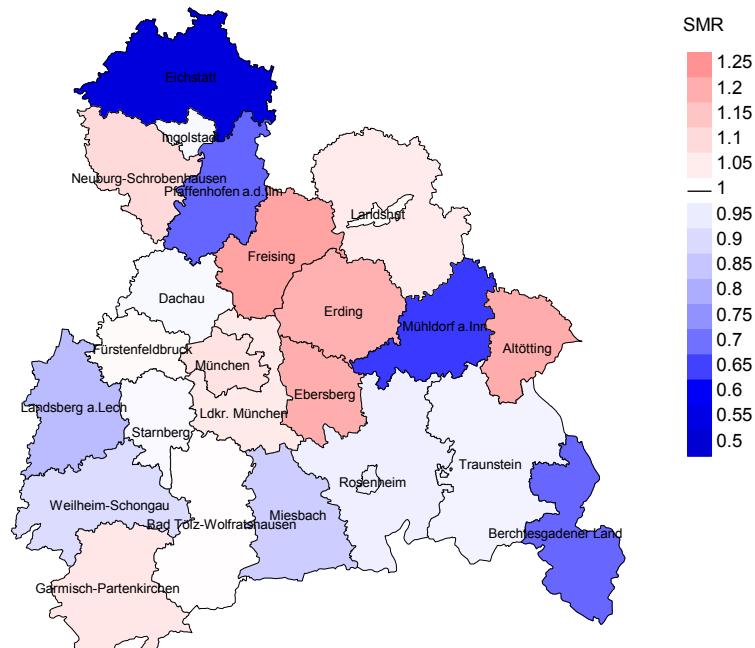 SMR
1.25
1.2
1.15
1.1
1.05
1
0.95
0.9
0.85
0.8
0.75
0.7
0.65
0.6
0.55
0.5
Eichstatt
Ingolstadt
Neuburg-Schrobenhausen
Pfaffenhofen a.d.Ilm
Landshst
Freising
Dachau
Erding
Mühldorf a.Inn
Altötting
Fürstenfeldbruck
München
Ebersberg
Landsberg a.Lech
Ldkr. München
Starnberg
Traunstein
Rosenheim
Weilheim-Schongau
Miesbach
Bad Tölz-Wolfratshausen
Berchtesgadener Land
Garmisch-Partenkirchen